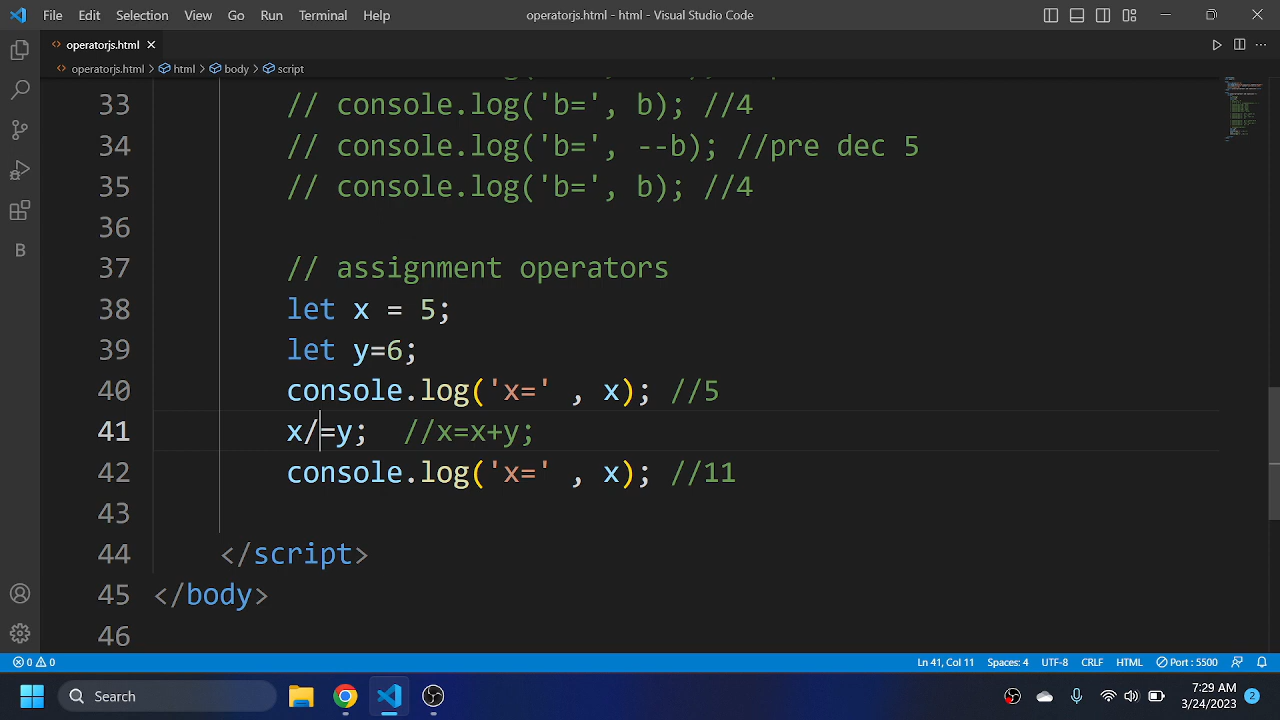 File Edit Selection View Go Run Terminal Help operatorjs.html - html - Visual Studio Code
operatorjs.html
operatorjs.html > html > body > script
33 // console.log('b=', b); //4
34 // console.log('b=', --b); //pre dec 5
35 // console.log('b=', b); //4
36
37 // assignment operators
38 let x = 5;
39 let y=6;
40 console.log('x=' , x); //5
41 x/=y; //x=x+y;
42 console.log('x=' , x); //11
43
44 </script>
45 </body>
46
B
0 0 Ln 41, Col 11 Spaces: 4 UTF-8 CRLF HTML Port : 5500
Search
7:29 AM
3/24/2023 2